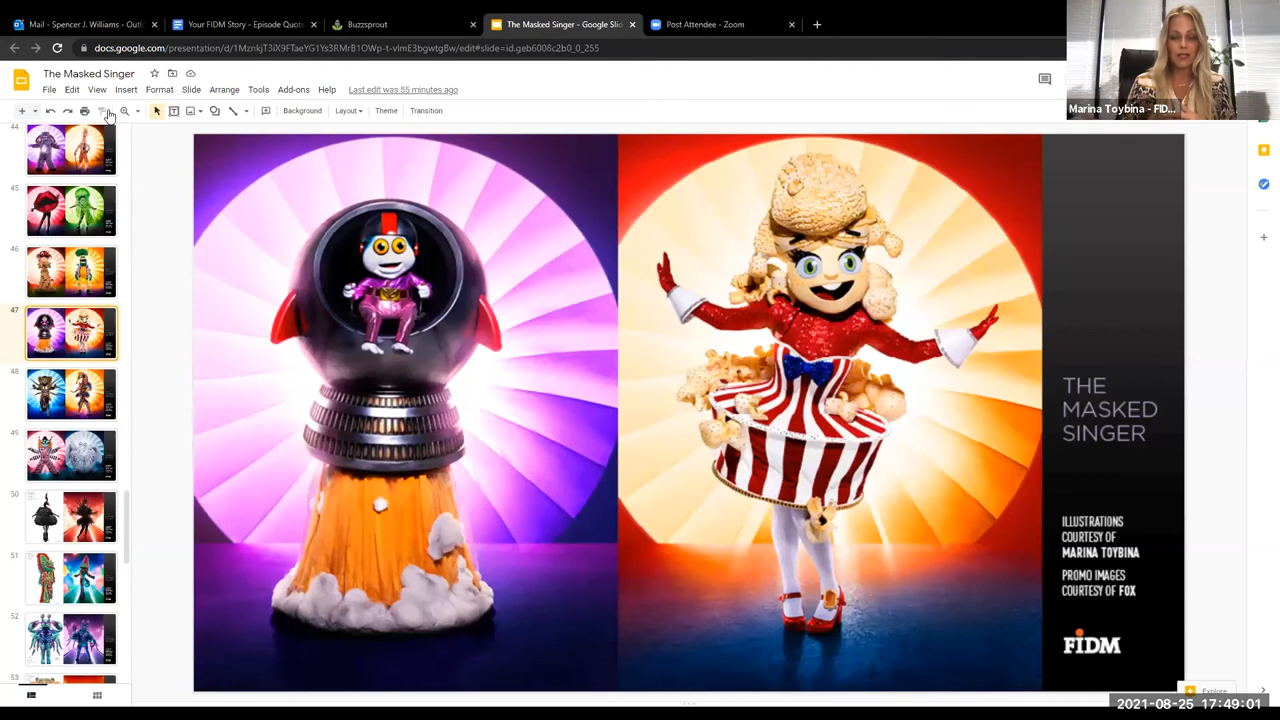 Mail - Spencer J. Williams - Outl
Your FIDM Story - Episode Quot
Buzzsprout
The Masked Singer - Google Slid
Post Attendee - Zoom
docs.google.com/presentation/d/1MznkjT3iX9FTaeYG1Ys3RMrB1OWp-t-vlmE3bgwtgBw/edit#slide=id.geb6008c2b0_0_255
The Masked Singer
File Edit View Insert Format Slide Arrange Tools Add-ons Help Last edit was 55 minutes ago
Background Layout Theme Transition
Marina Toybina - FID...
44
45
46
47
48
49
50
51
52
53
THE
MASKED
SINGER
ILLUSTRATIONS
COURTESY OF
MARINA TOYBINA
PROMO IMAGES
COURTESY OF FOX
FIDM
Explore
2021-08-25 17:49:01